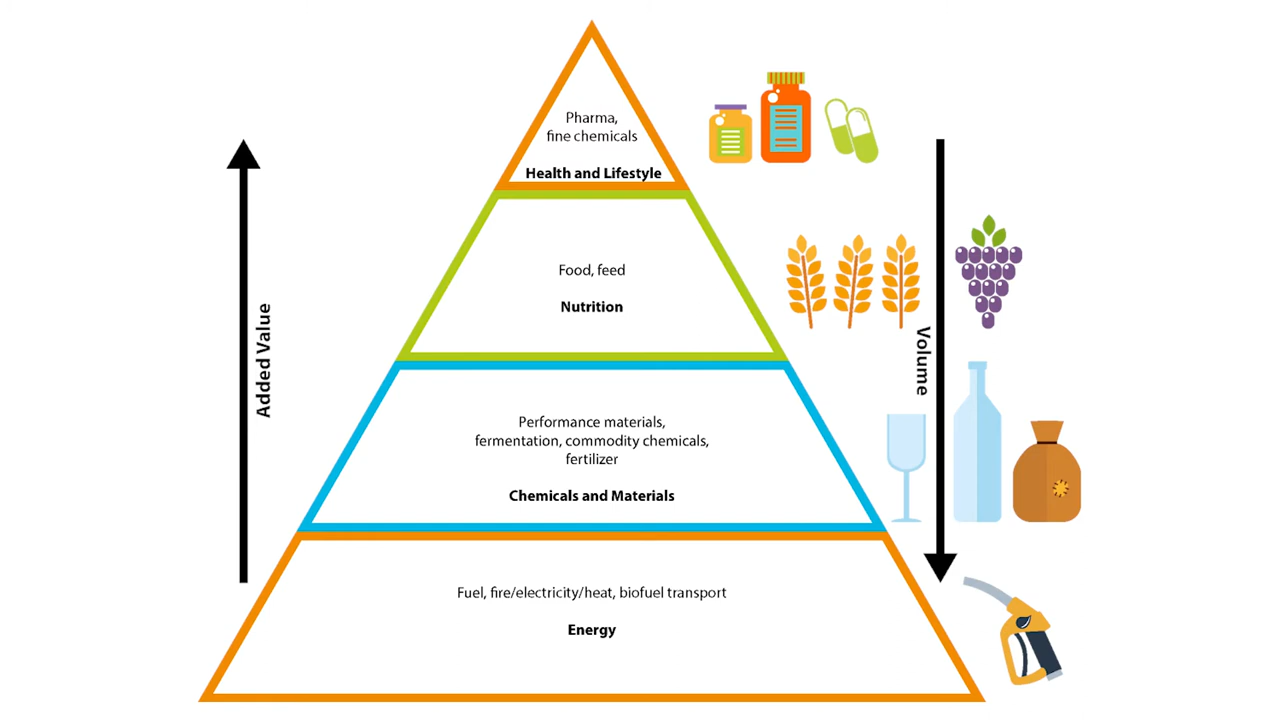 Pharma,
fine chemicals
Health and Lifestyle
Food, feed
Nutrition
Added Value
Volume
Performance materials,
fermentation, commodity chemicals,
fertilizer
Chemicals and Materials
Fuel, fire/electricity/heat, biofuel transport
Energy